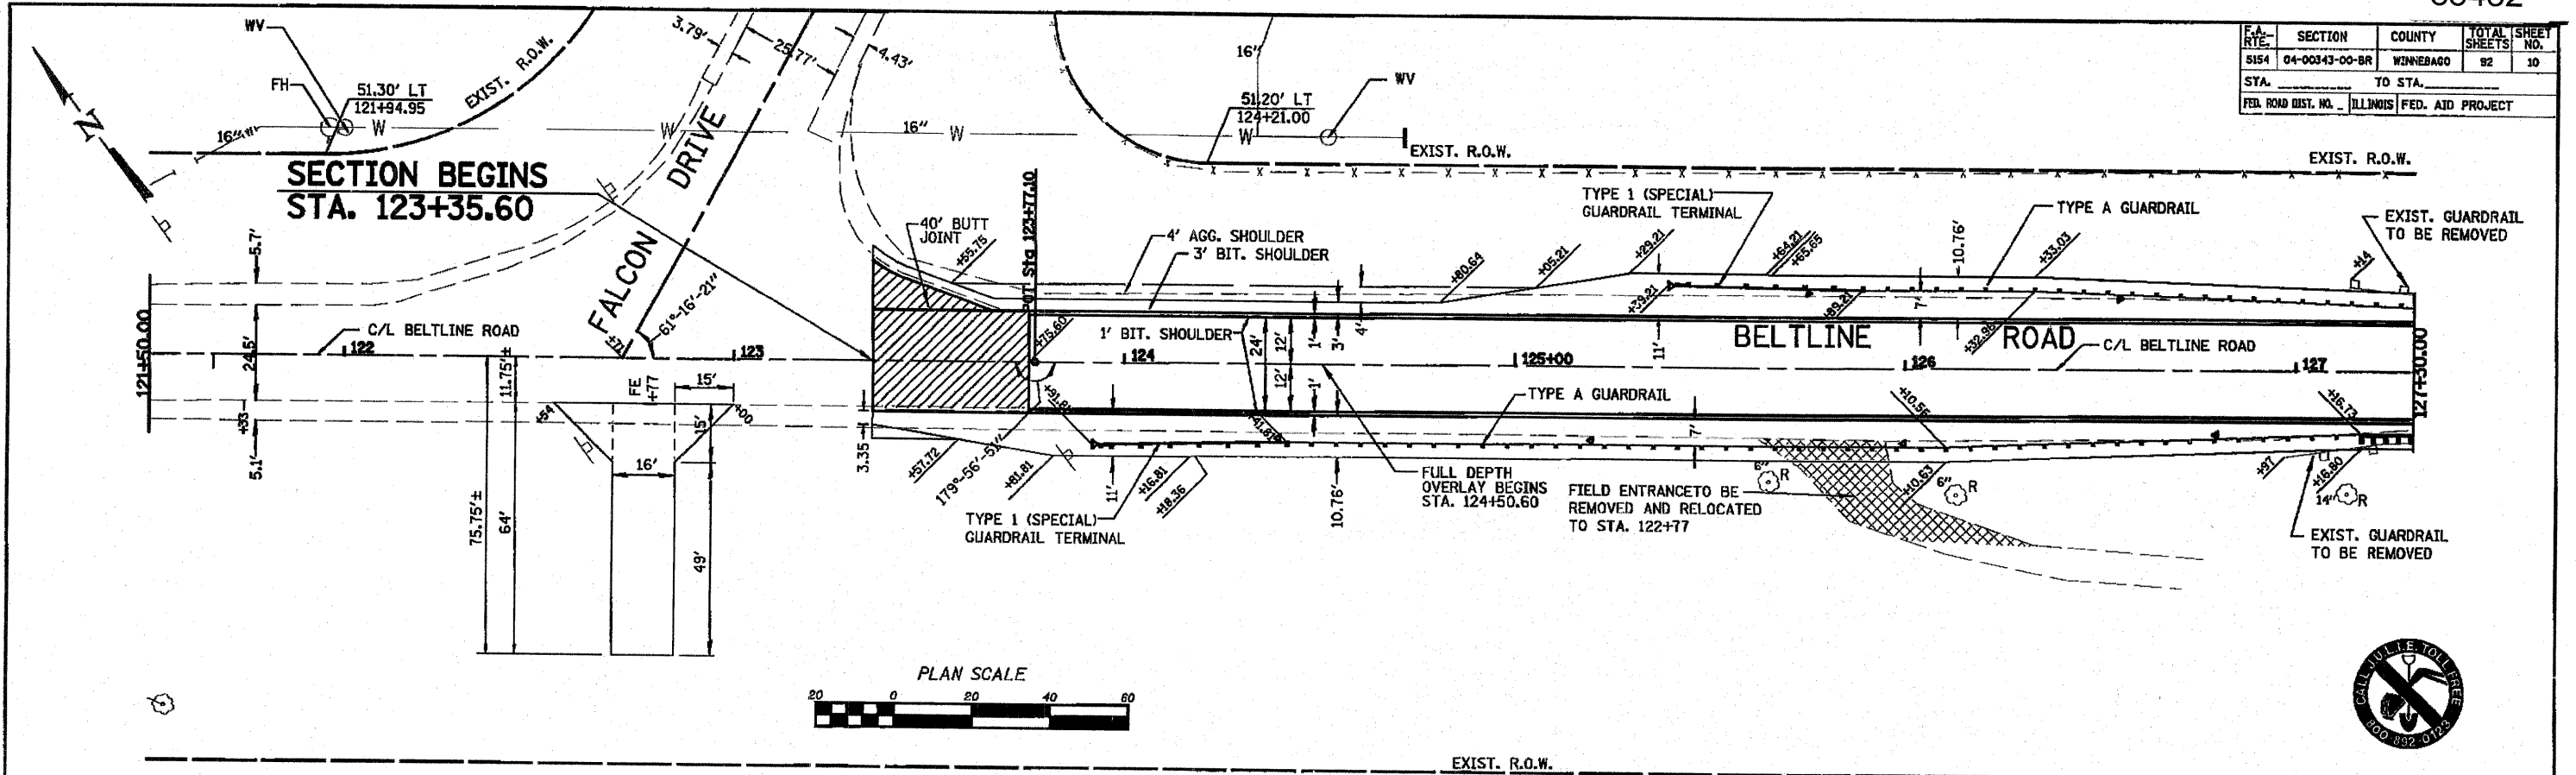 F.A. RTE. SECTION COUNTY TOTAL SHEETS SHEET NO.
5154 04-00343-00-BR WINNEBAGO 92 10
STA. TO STA.
FED. ROAD DIST. NO. ILLINOIS FED. AID PROJECT
WV
FH
51.30' LT
121+94.95
EXIST. R.O.W.
16" W
W
16" W
3.79'
25.77'
4.43'
16"
WV
51.20' LT
124+21.00
W
EXIST. R.O.W.
EXIST. R.O.W.
N
SECTION BEGINS
STA. 123+35.60
FALCON DRIVE
61°-16'-21"
40' BUTT
JOINT
+55.75
POT Sta 123+77.10
4' AGG. SHOULDER
3' BIT. SHOULDER
+80.64
+05.21
+29.21
TYPE 1 (SPECIAL)
GUARDRAIL TERMINAL
+64.21
+65.65
10.76'
+33.03
TYPE A GUARDRAIL
+14
EXIST. GUARDRAIL
TO BE REMOVED
5.7'
24.5'
5.1'
+33
121+50.00
C/L BELTLINE ROAD
122
+72
123
+75.60
1' BIT. SHOULDER
124
24'
12'
12'
1'
3'
4'
1'
125+00
+39.21
11'
+89.21
7'
+32.96
BELTLINE ROAD
126
C/L BELTLINE ROAD
127
127+30.00
11.75'±
75.75'±
64'
FE
+77
15'
+54
+00
15'
16'
49'
3.35
+57.72
179°-56'-51"
+81.81
+91.81
11'
+16.81
+18.36
+41.81
10.76'
TYPE 1 (SPECIAL)
GUARDRAIL TERMINAL
TYPE A GUARDRAIL
7'
+10.56
+16.73
FULL DEPTH
OVERLAY BEGINS
STA. 124+50.60
FIELD ENTRANCETO BE
REMOVED AND RELOCATED
TO STA. 122+77
6" R
+10.63
6" R
+97
+16.80
14" R
EXIST. GUARDRAIL
TO BE REMOVED
PLAN SCALE
20 0 20 40 60
CALL J.U.L.I.E. TOLL FREE
800-892-0123
EXIST. R.O.W.